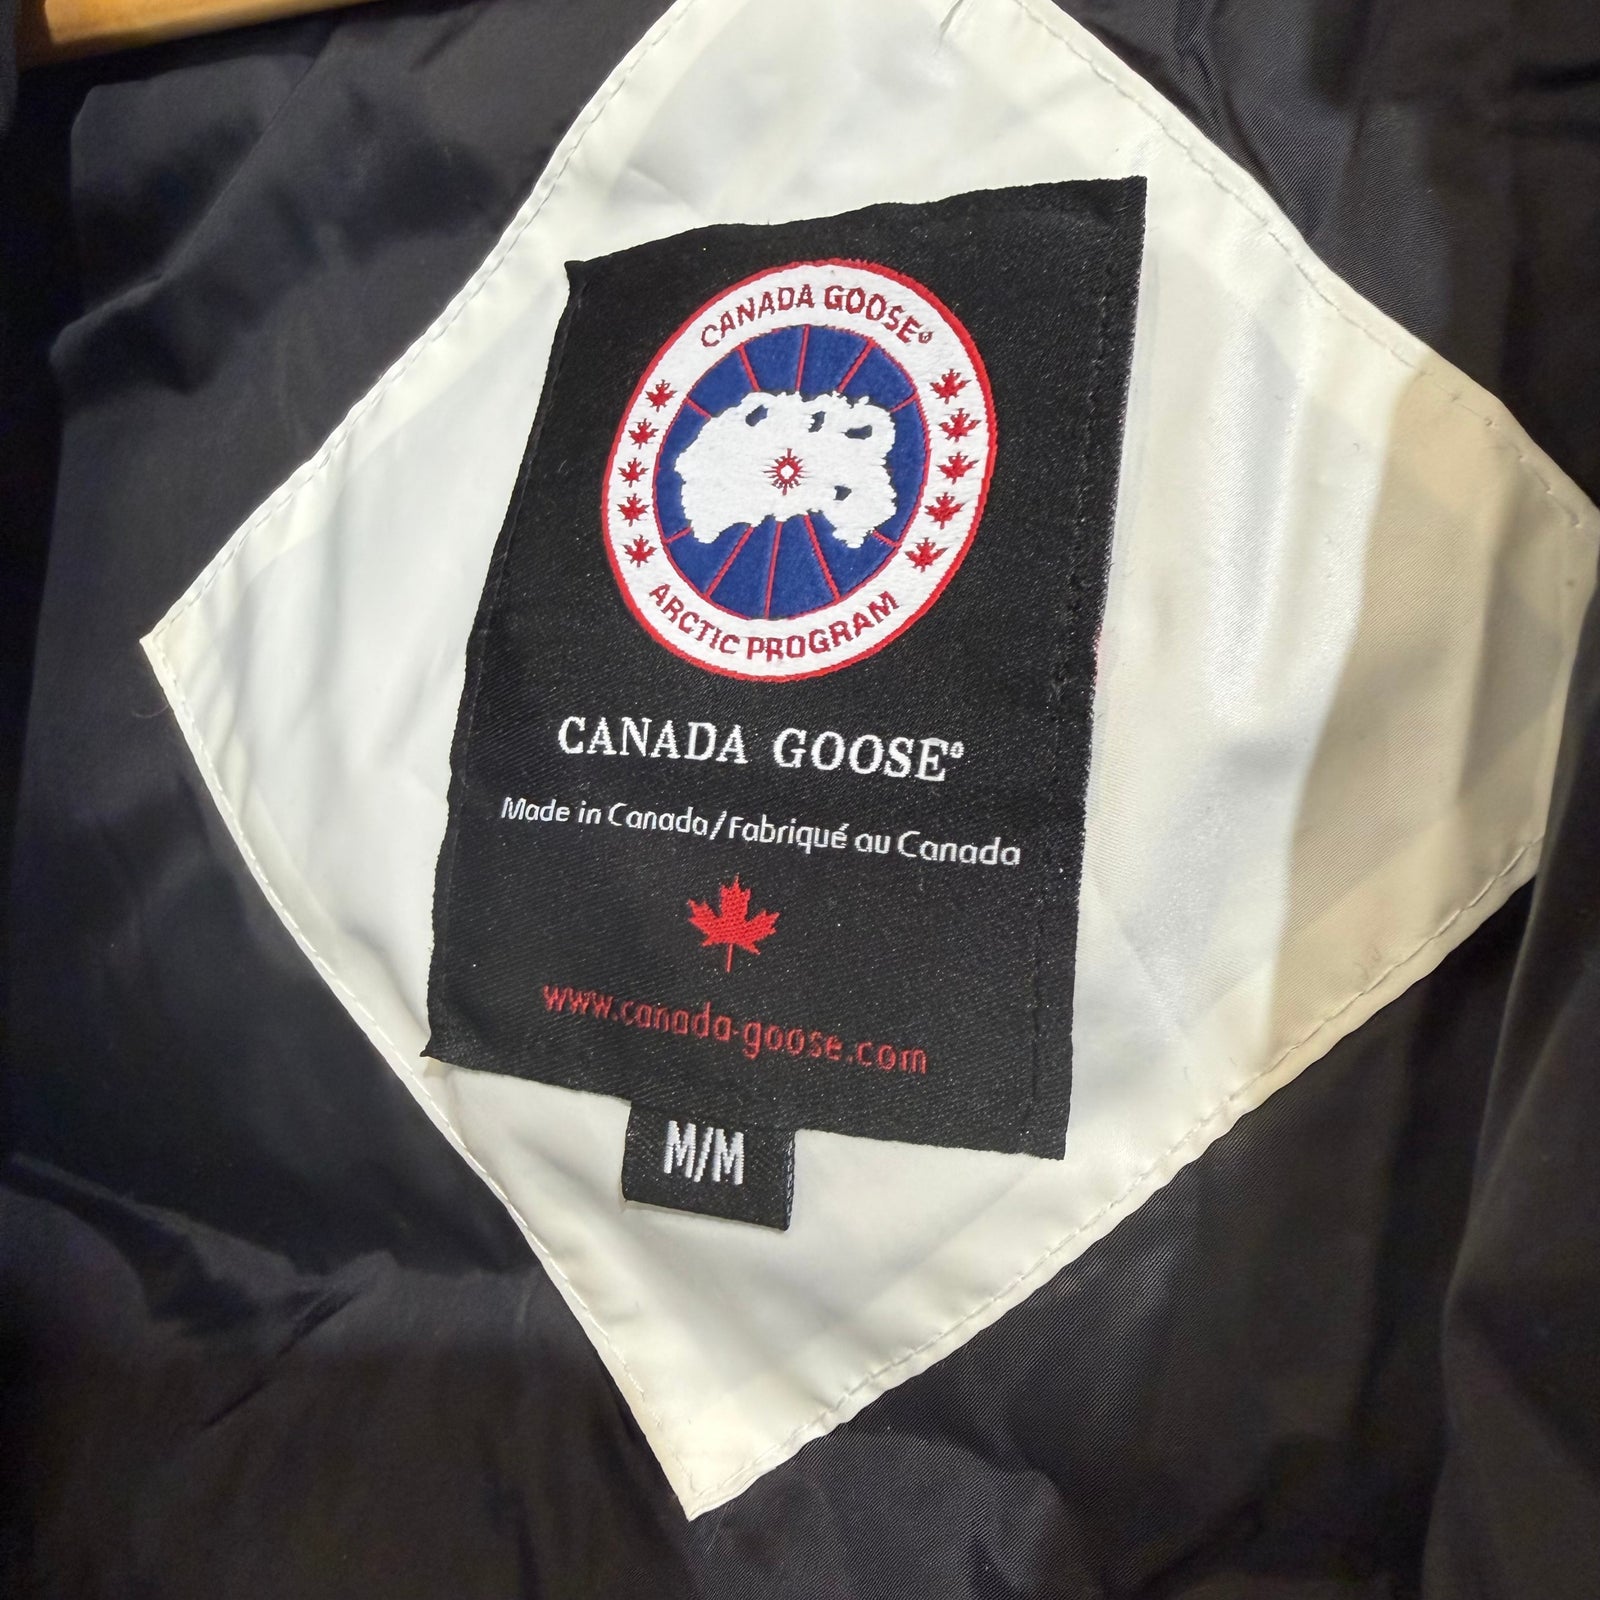 CANADA GOOSE®
ARCTIC PROGRAM
CANADA GOOSE®
Made in Canada/Fabriqué au Canada
www.canada-goose.com
M/M